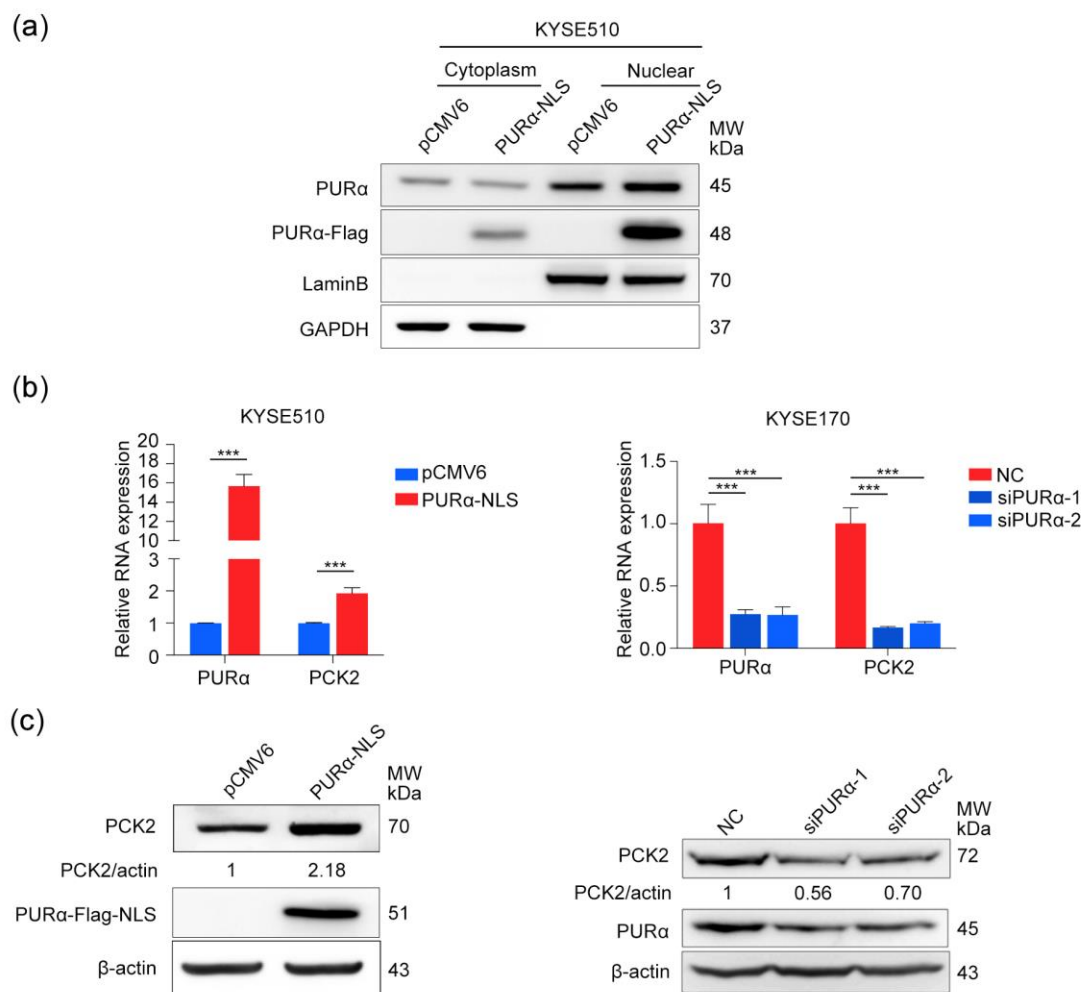 (a)
KYSE510
Cytoplasm Nuclear
pCMV6 PURα-NLS pCMV6 PURα-NLS MW kDa
PURα 45
PURα-Flag 48
LaminB 70
GAPDH 37
(b)
KYSE510
Relative RNA expression
20
18
16
14
12
10
3
2
1
0
*** ***
PURα PCK2
pCMV6
PURα-NLS
KYSE170
Relative RNA expression
1.5
1.0
0.5
0.0
*** ***
*** ***
PURα PCK2
NC
siPURα-1
siPURα-2
(c)
pCMV6 PURα-NLS MW kDa
PCK2 70
PCK2/actin 1 2.18
PURα-Flag-NLS 51
β-actin 43
NC siPURα-1 siPURα-2 MW kDa
PCK2 72
PCK2/actin 1 0.56 0.70
PURα 45
β-actin 43